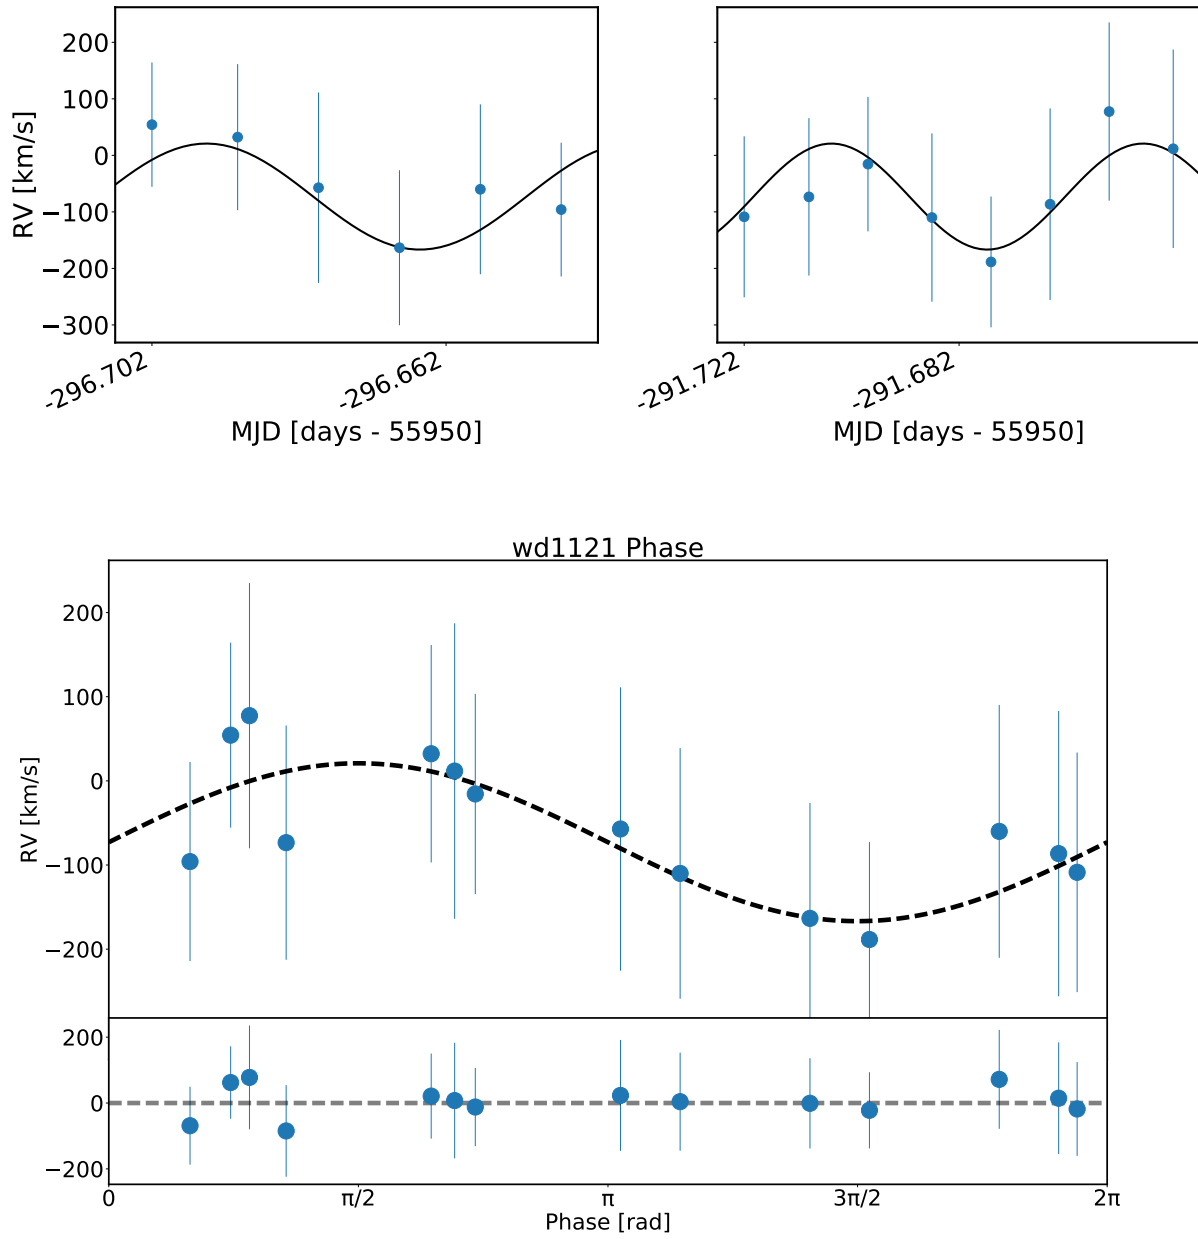 200
100
0
−100
−200
−300
RV [km/s]
-296.702
-296.662
MJD [days - 55950]
-291.722
-291.682
MJD [days - 55950]
wd1121 Phase
200
100
0
−100
−200
RV [km/s]
200
0
−200
0
π/2
π
3π/2
2π
Phase [rad]